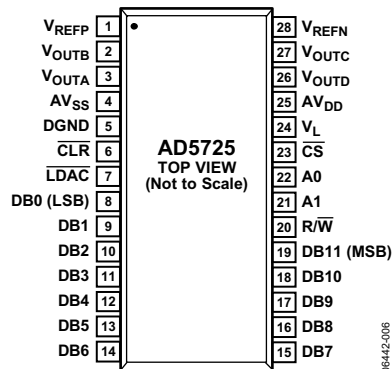 VREFP 1
VOUTB 2
VOUTA 3
AVSS 4
DGND 5
CLR 6
LDAC 7
DB0 (LSB) 8
DB1 9
DB2 10
DB3 11
DB4 12
DB5 13
DB6 14
AD5725
TOP VIEW
(Not to Scale)
28 VREFN
27 VOUTC
26 VOUTD
25 AVDD
24 VL
23 CS
22 A0
21 A1
20 R/W
19 DB11 (MSB)
18 DB10
17 DB9
16 DB8
15 DB7